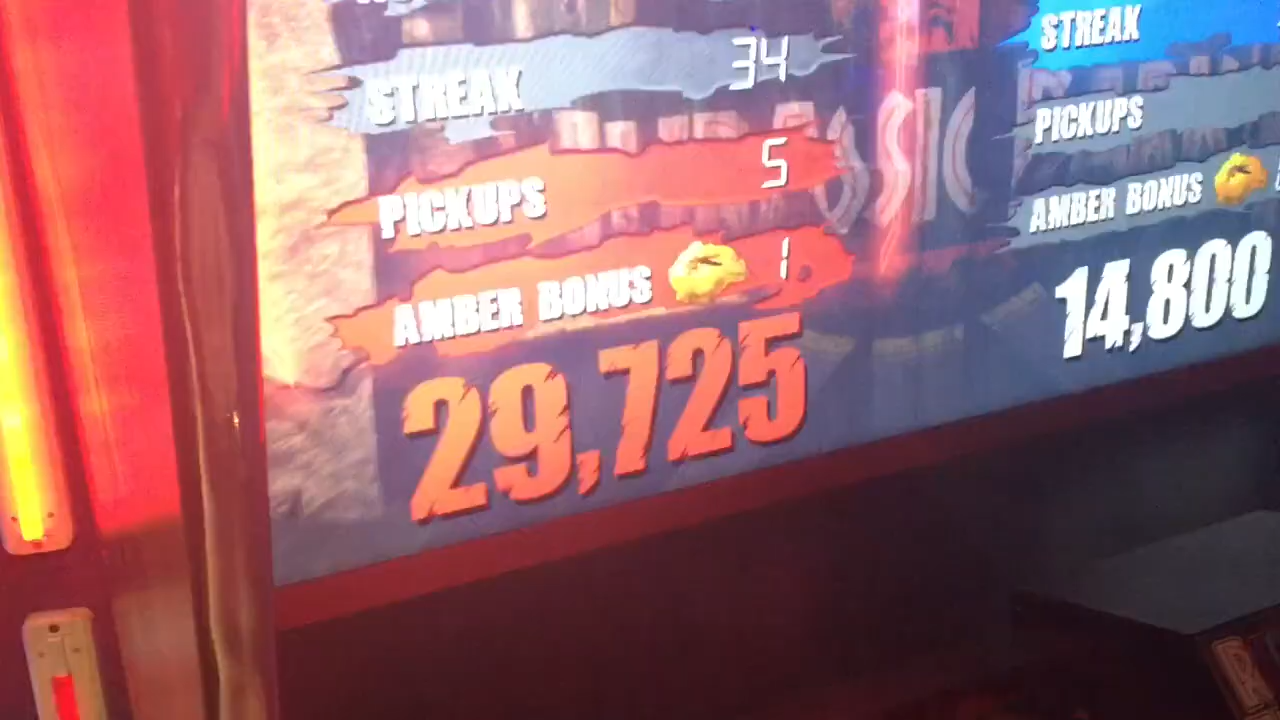 STREAK 34
PICKUPS 5
AMBER BONUS 1
29,725
STREAK
PICKUPS
AMBER BONUS
14,800